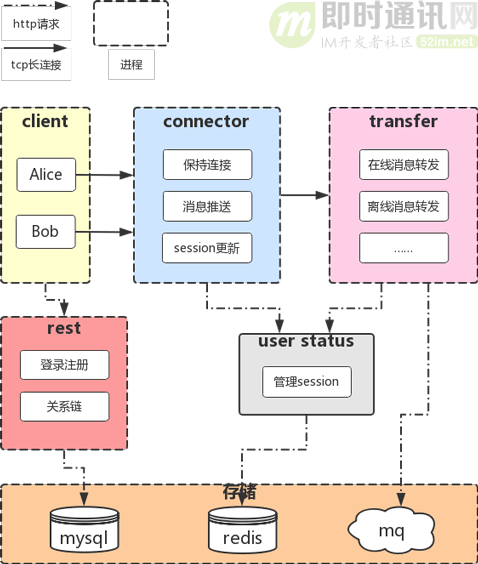 http请求
tcp长连接
进程
即时通讯网
IM开发者社区 52im.net
client
Alice
Bob
connector
保持连接
消息推送
session更新
transfer
在线消息转发
离线消息转发
......
rest
登录注册
关系链
user status
管理session
存储
mysql
redis
mq